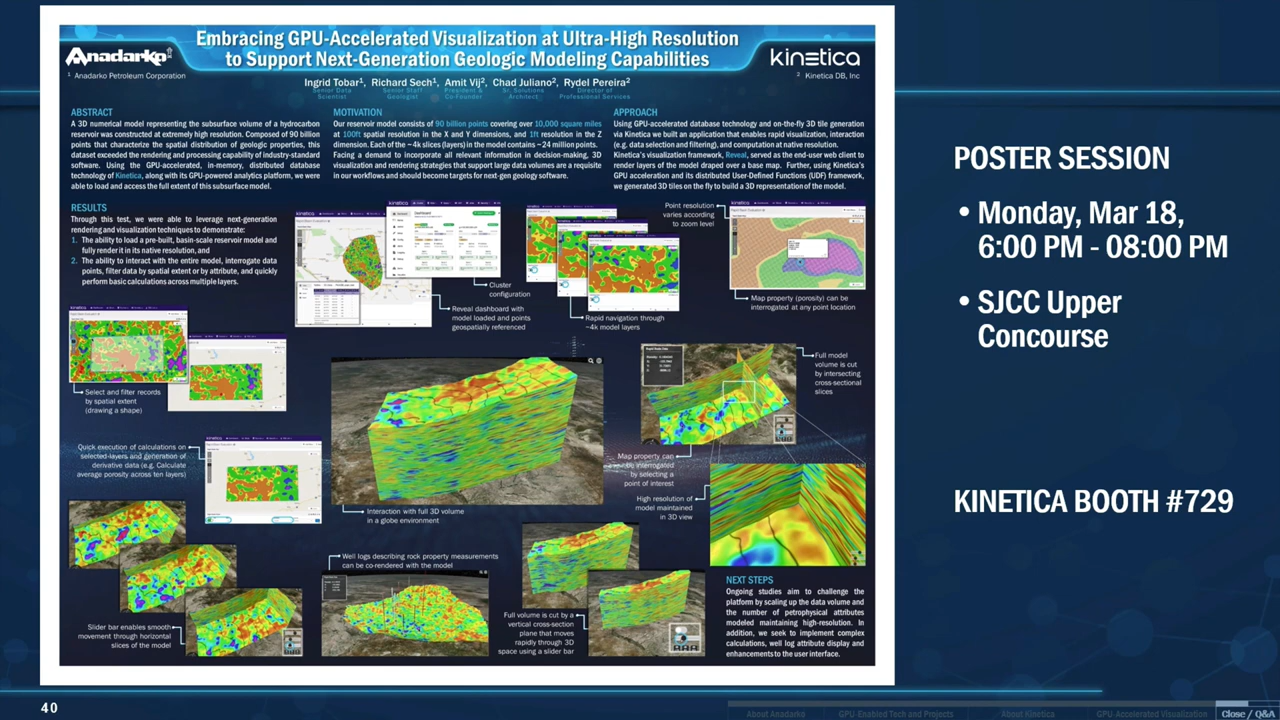 Embracing GPU-Accelerated Visualization at Ultra-High Resolution
to Support Next-Generation Geologic Modeling Capabilities
Anadarko
¹ Anadarko Petroleum Corporation
kinetica
² Kinetica DB, Inc
Ingrid Tobar¹, Richard Sech¹, Amit Vij², Chad Juliano², Rydel Pereira²
Senior Data Scientist
Senior Staff Geologist
President & Co-Founder
Sr. Solutions Architect
Director of Professional Services
ABSTRACT
A 3D numerical model representing the subsurface volume of a hydrocarbon
reservoir was constructed at extremely high resolution. Composed of 90 billion
points that characterize the spatial distribution of geologic properties, this
dataset exceeded the rendering and processing capability of industry-standard
software. Using the GPU-accelerated, in-memory, distributed database
technology of Kinetica, along with its GPU-powered analytics platform, we were
able to load and access the full extent of this subsurface model.
MOTIVATION
Our reservoir model consists of 90 billion points covering over 10,000 square miles
at 100ft spatial resolution in the X and Y dimensions, and 1ft resolution in the Z
dimension. Each of the ~4k slices (layers) in the model contains ~24 million points.
Facing a demand to incorporate all relevant information in decision-making, 3D
visualization and rendering strategies that support large data volumes are a requisite
in our workflows and should become targets for next-gen geology software.
APPROACH
Using GPU-accelerated database technology and on-the-fly 3D tile generation
via Kinetica we built an application that enables rapid visualization, interaction
(e.g. data selection and filtering), and computation at native resolution.
Kinetica's visualization framework, Reveal, served as the end-user web client to
render layers of the model draped over a base map. Further, using Kinetica's
GPU acceleration and its distributed User-Defined Functions (UDF) framework,
we generated 3D tiles on the fly to build a 3D representation of the model.
RESULTS
Through this test, we were able to leverage next-generation
rendering and visualization techniques to demonstrate:
1. The ability to load a pre-built, basin-scale reservoir model and
fully render it in its native resolution, and
2. The ability to interact with the entire model, interrogate data
points, filter data by spatial extent or by attribute, and quickly
perform basic calculations across multiple layers.
Cluster
configuration
Reveal dashboard with
model loaded and points
geospatially referenced
Rapid navigation through
~4k model layers
Point resolution
varies according
to zoom level
Map property (porosity) can be
interrogated at any point location
Select and filter records
by spatial extent
(drawing a shape)
Full model
volume is cut
by intersecting
cross-sectional
slices
Quick execution of calculations on
selected-layers and generation of
derivative data (e.g. Calculate
average porosity across ten layers)
Map property can
be interrogated
by selecting a
point of interest
High resolution of
model maintained
in 3D view
Interaction with full 3D volume
in a globe environment
Well logs describing rock property measurements
can be co-rendered with the model
Slider bar enables smooth
movement through horizontal
slices of the model
Full volume is cut by a
vertical cross-section
plane that moves
rapidly through 3D
space using a slider bar
NEXT STEPS
Ongoing studies aim to challenge the
platform by scaling up the data volume and
the number of petrophysical attributes
modeled maintaining high-resolution. In
addition, we seek to implement complex
calculations, well log attribute display and
enhancements to the user interface.
POSTER SESSION
• Monday, Mar 18,
6:00 PM - 08:00 PM
• SJCC Upper
Concourse
KINETICA BOOTH #729
40
About Anadarko
GPU-Enabled Tech and Projects
About Kinetica
GPU-Accelerated Visualization
Close / Q&A